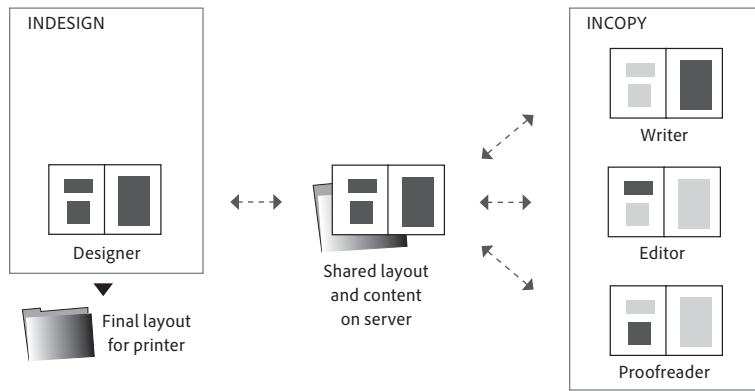 INDESIGN
Designer
Final layout
for printer
Shared layout
and content
on server
INCOPY
Writer
Editor
Proofreader